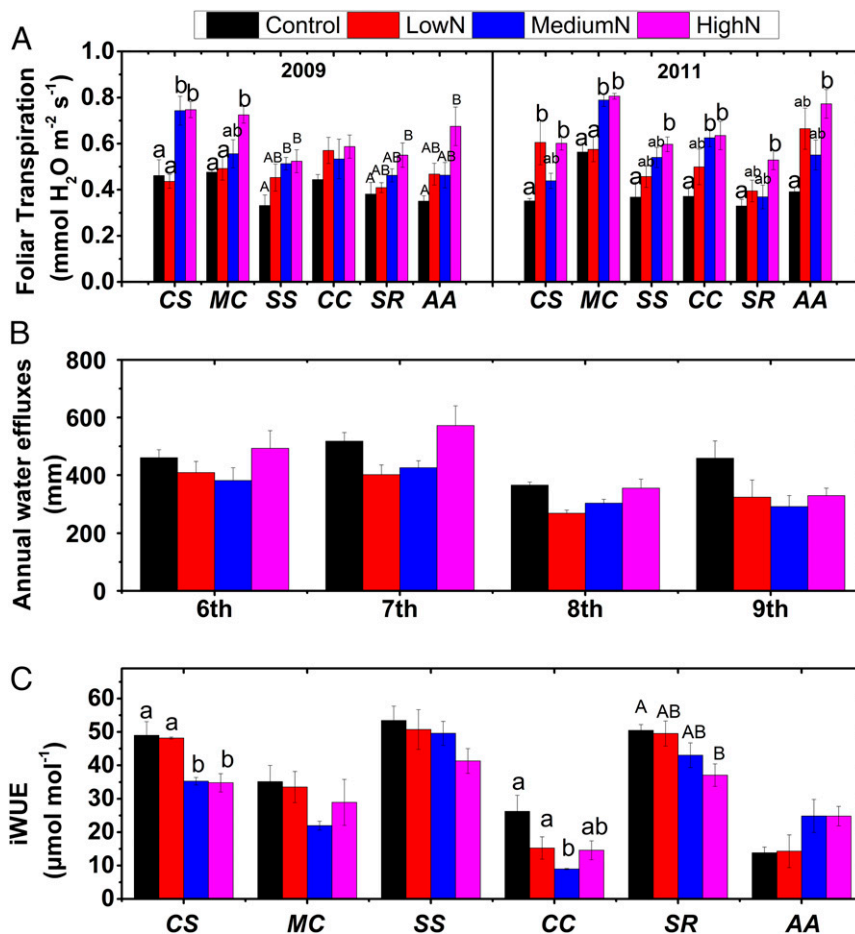 Control LowN MediumN HighN
A
Foliar Transpiration
(mmol H₂O m⁻² s⁻¹)
1.0
0.8
0.6
0.4
0.2
0.0
2009
a a b b
a a ab b
A AB B B
A AB AB B
A AB AB B
CS MC SS CC SR AA
2011
a b ab b
a a b b
a ab ab b
a ab b b
a ab ab b
a ab ab b
CS MC SS CC SR AA
B
Annual water effluxes
(mm)
800
600
400
200
0
6th 7th 8th 9th
C
iWUE
(µmol mol⁻¹)
60
50
40
30
20
10
0
a a b b
a a b ab
A AB AB B
CS MC SS CC SR AA